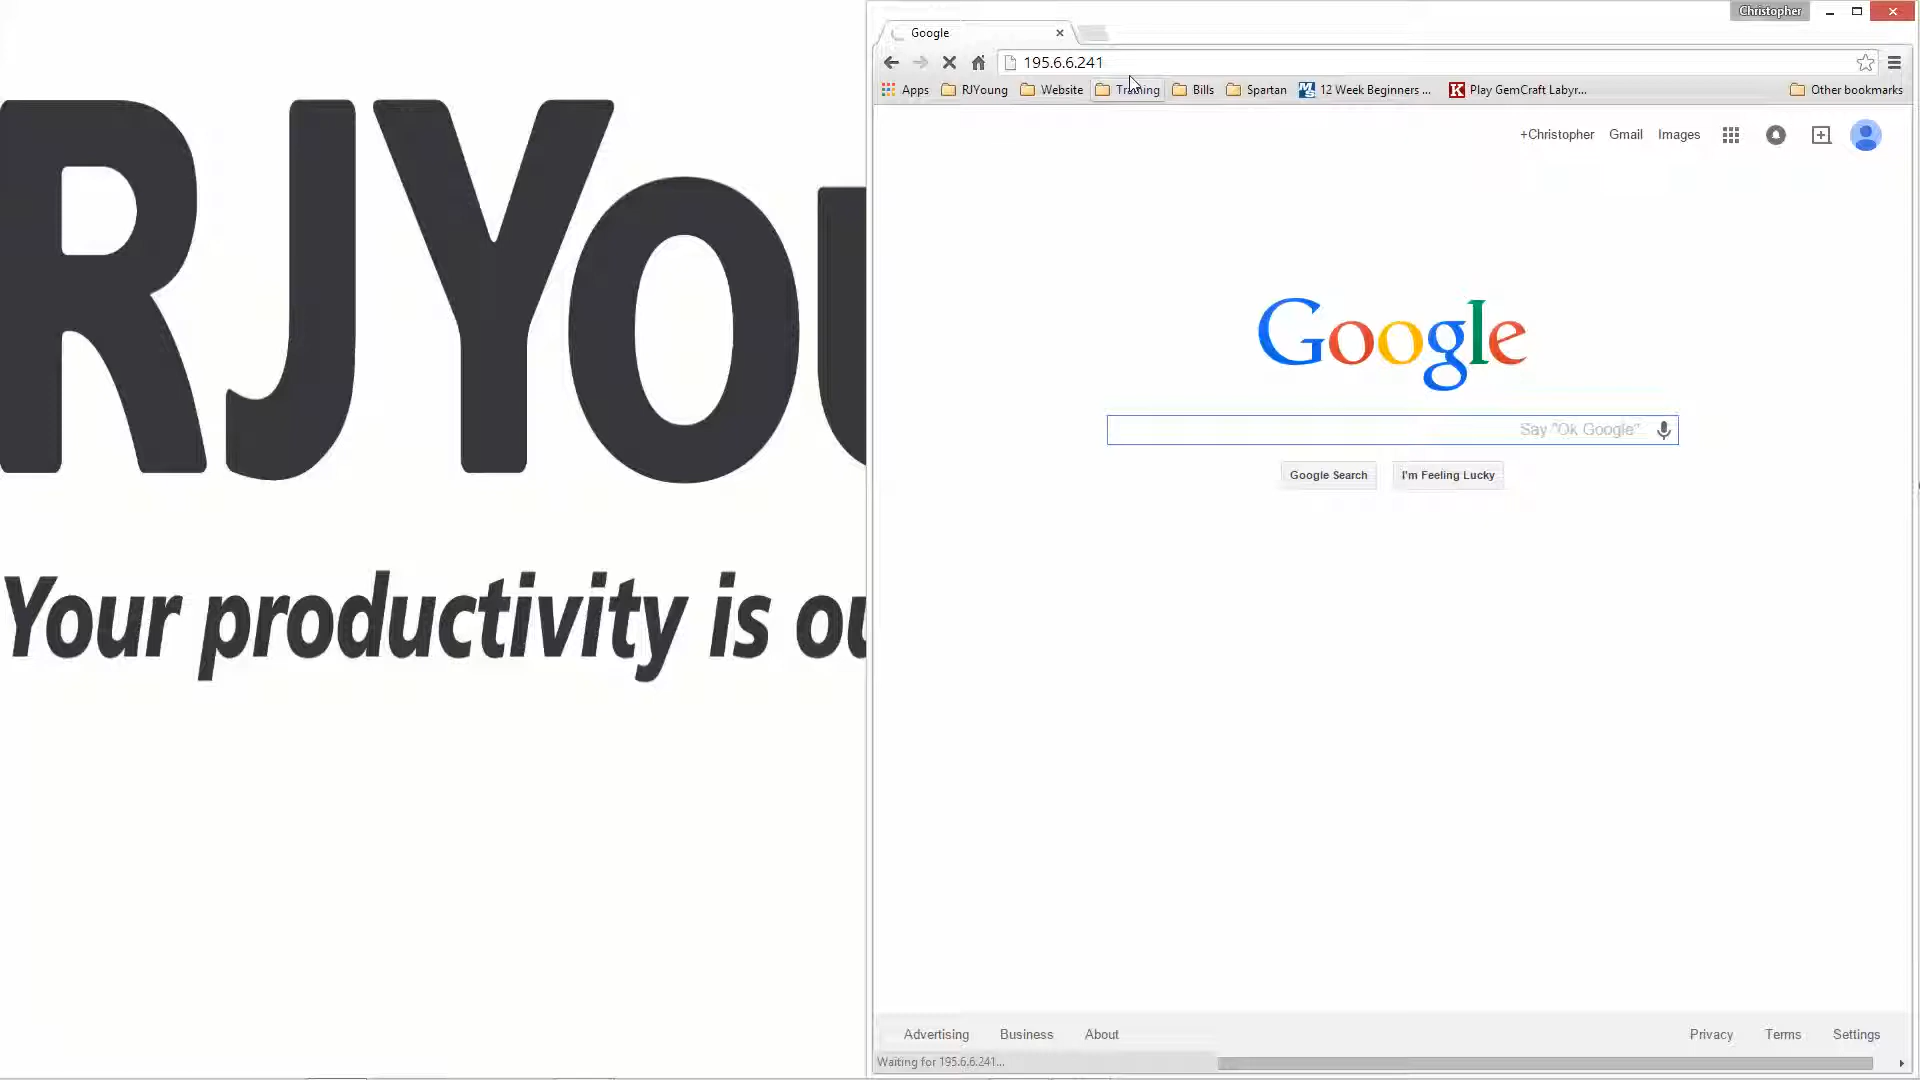 RJYou
Your productivity is ou
Christopher
Google
195.6.6.241
Apps RJYoung Website Training Bills Spartan 12 Week Beginners ... Play GemCraft Labyr... Other bookmarks
+Christopher Gmail Images
Google
Say "Ok Google"
Google Search I'm Feeling Lucky
Advertising Business About Privacy Terms Settings
Waiting for 195.6.6.241...